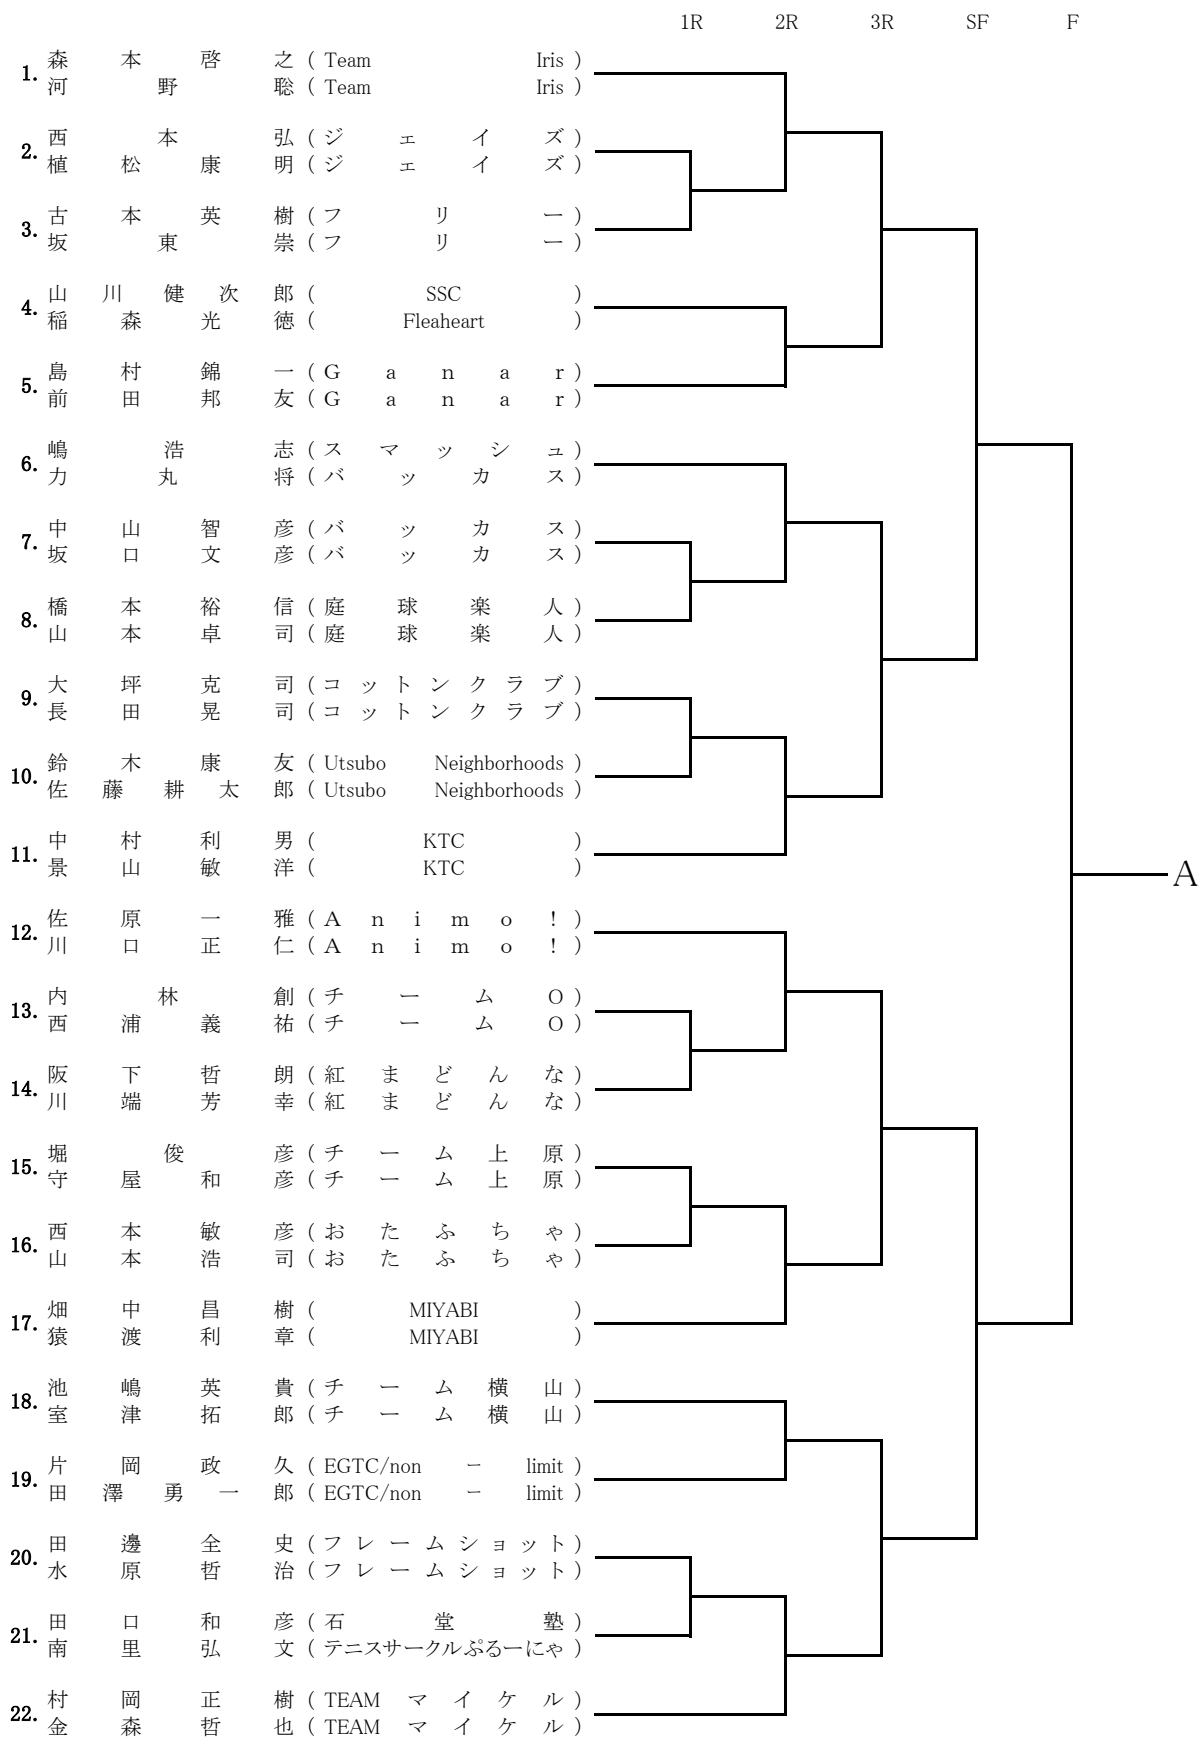 1R 2R 3R SF F
1. 森本啓之 ( Team Iris )
河野聡 ( Team Iris )
2. 西本弘 ( ジェイズ )
植松康明 ( ジェイズ )
3. 古本英樹 ( フリー )
坂東崇 ( フリー )
4. 山川健次郎 ( SSC )
稲森光徳 ( Fleaheart )
5. 島村錦一 ( Ganar )
前田邦友 ( Ganar )
6. 嶋浩志 ( スマッシュ )
力丸将 ( バッカス )
7. 中山智彦 ( バッカス )
坂口文彦 ( バッカス )
8. 橋本裕信 ( 庭球楽人 )
山本卓司 ( 庭球楽人 )
9. 大坪克司 ( コットンクラブ )
長田晃司 ( コットンクラブ )
10. 鈴木康友 ( Utsubo Neighborhoods )
佐藤耕太郎 ( Utsubo Neighborhoods )
11. 中村利男 ( KTC )
景山敏洋 ( KTC )
A
12. 佐原一雅 ( Animo! )
川口正仁 ( Animo! )
13. 内林創 ( チームO )
西浦義祐 ( チームO )
14. 阪下哲朗 ( 紅まどんな )
川端芳幸 ( 紅まどんな )
15. 堀俊彦 ( チーム上原 )
守屋和彦 ( チーム上原 )
16. 西本敏彦 ( おたふちゃ )
山本浩司 ( おたふちゃ )
17. 畑中昌樹 ( MIYABI )
猿渡利章 ( MIYABI )
18. 池嶋英貴 ( チーム横山 )
室津拓郎 ( チーム横山 )
19. 片岡政久 ( EGTC/non － limit )
田澤勇一郎 ( EGTC/non － limit )
20. 田邊全史 ( フレームショット )
水原哲治 ( フレームショット )
21. 田口和彦 ( 石堂塾 )
南里弘文 ( テニスサークルぷるーにゃ )
22. 村岡正樹 ( TEAM マイケル )
金森哲也 ( TEAM マイケル )